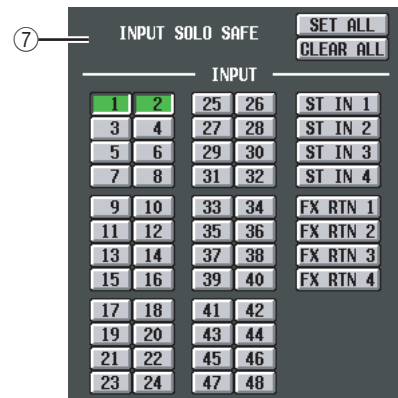 ⑦
INPUT SOLO SAFE
SET ALL
CLEAR ALL
INPUT
1 2 25 26 ST IN 1
3 4 27 28 ST IN 2
5 6 29 30 ST IN 3
7 8 31 32 ST IN 4
9 10 33 34 FX RTN 1
11 12 35 36 FX RTN 2
13 14 37 38 FX RTN 3
15 16 39 40 FX RTN 4
17 18 41 42
19 20 43 44
21 22 45 46
23 24 47 48